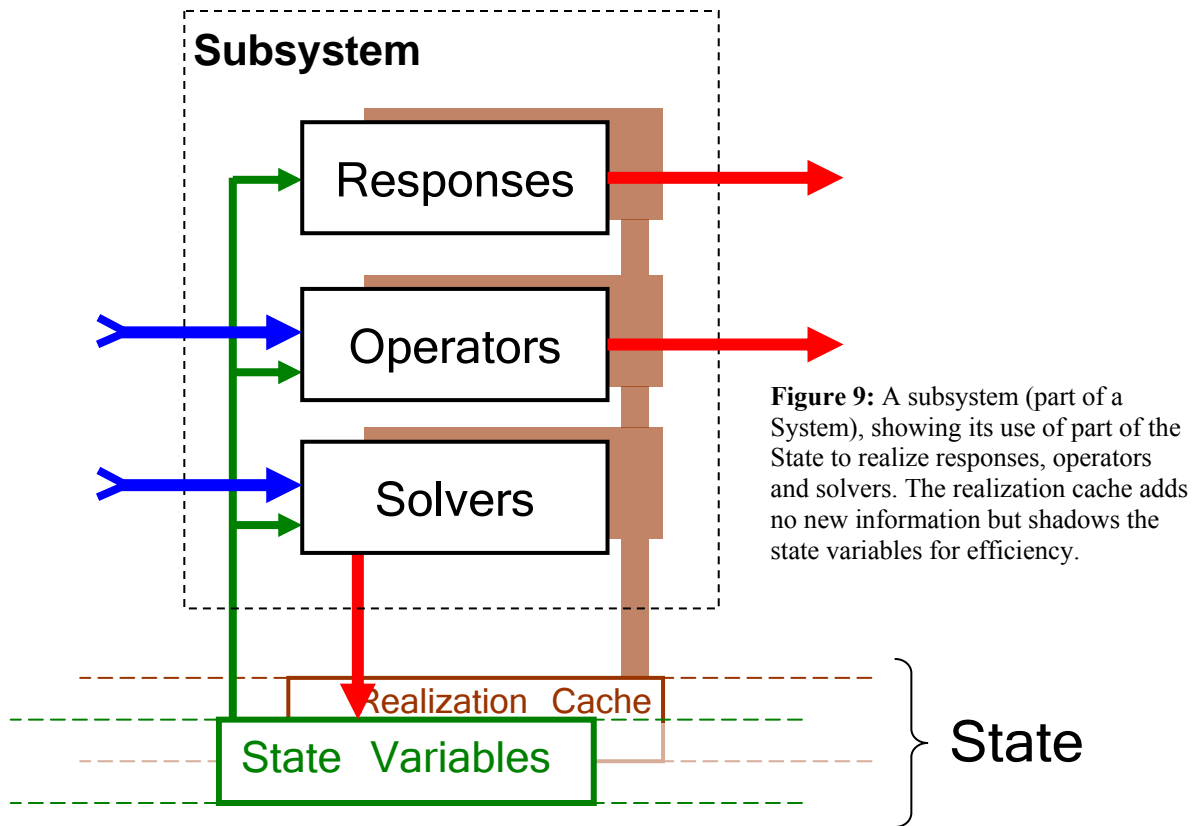 Subsystem
Responses
Operators
Solvers
Figure 9: A subsystem (part of a
System), showing its use of part of the
State to realize responses, operators
and solvers. The realization cache adds
no new information but shadows the
state variables for efficiency.
Realization Cache
State Variables
State